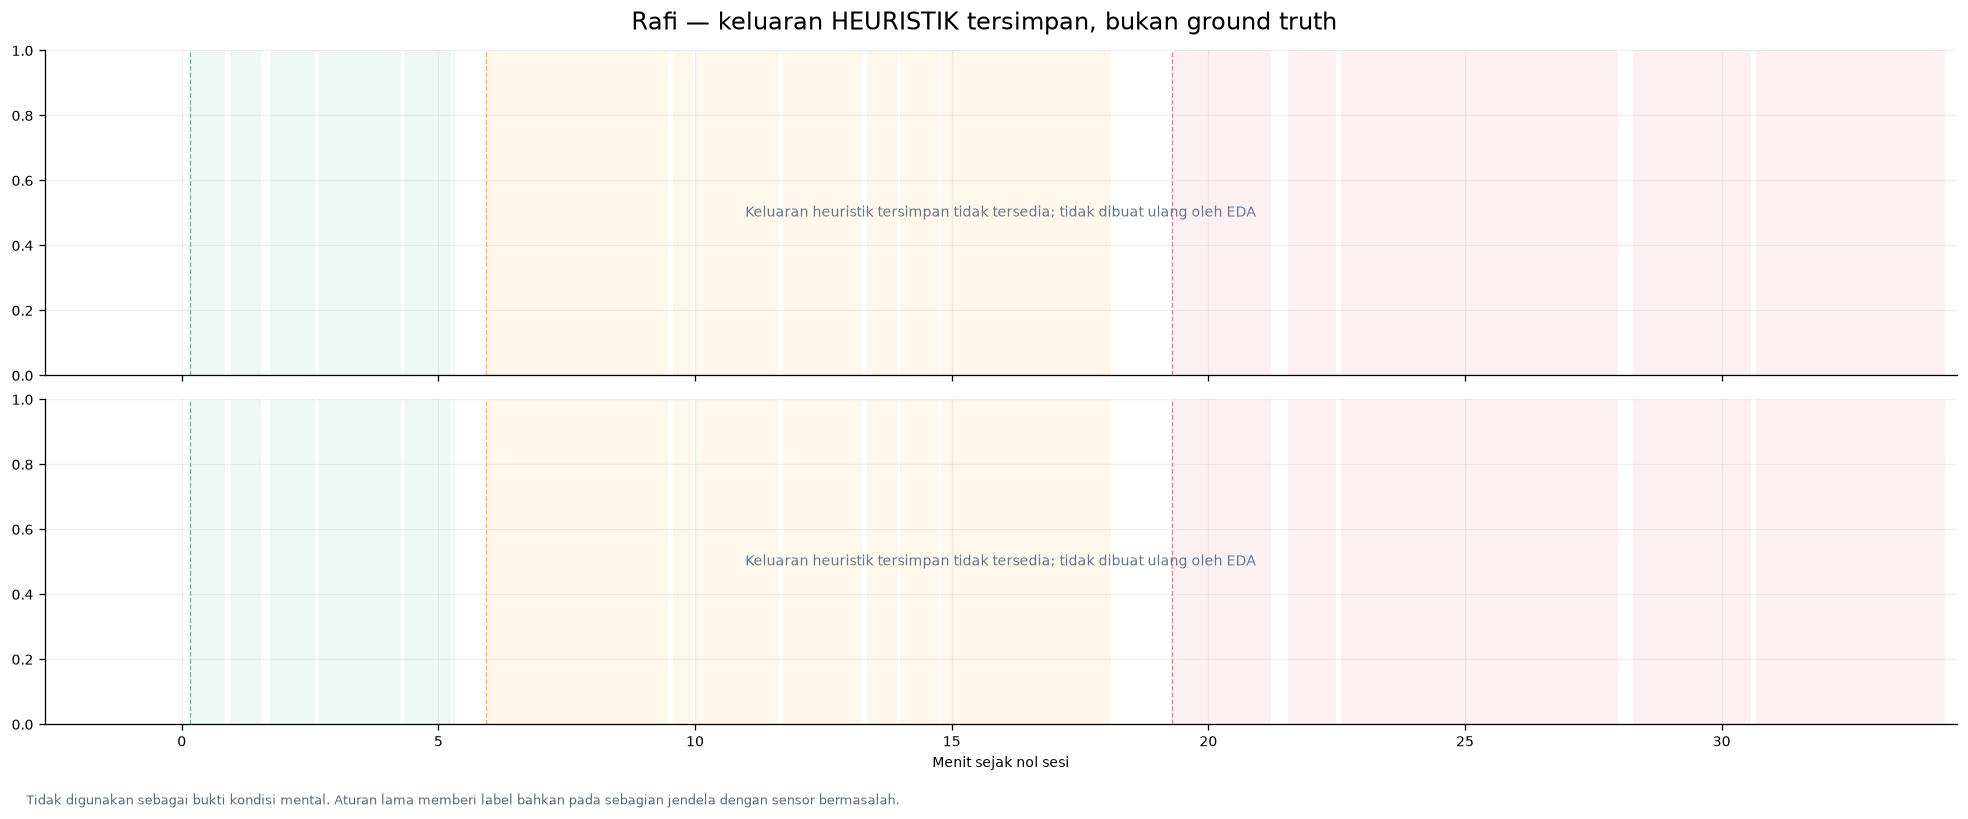 Rafi — keluaran HEURISTIK tersimpan, bukan ground truth
1.0
0.8
0.6
Keluaran heuristik tersimpan tidak tersedia; tidak dibuat ulang oleh EDA
0.4
0.2
0.0
1.0
0.8
0.6
Keluaran heuristik tersimpan tidak tersedia; tidak dibuat ulang oleh EDA
0.4
0.2
0.0
0 5 10 15 20 25 30
Menit sejak nol sesi
Tidak digunakan sebagai bukti kondisi mental. Aturan lama memberi label bahkan pada sebagian jendela dengan sensor bermasalah.